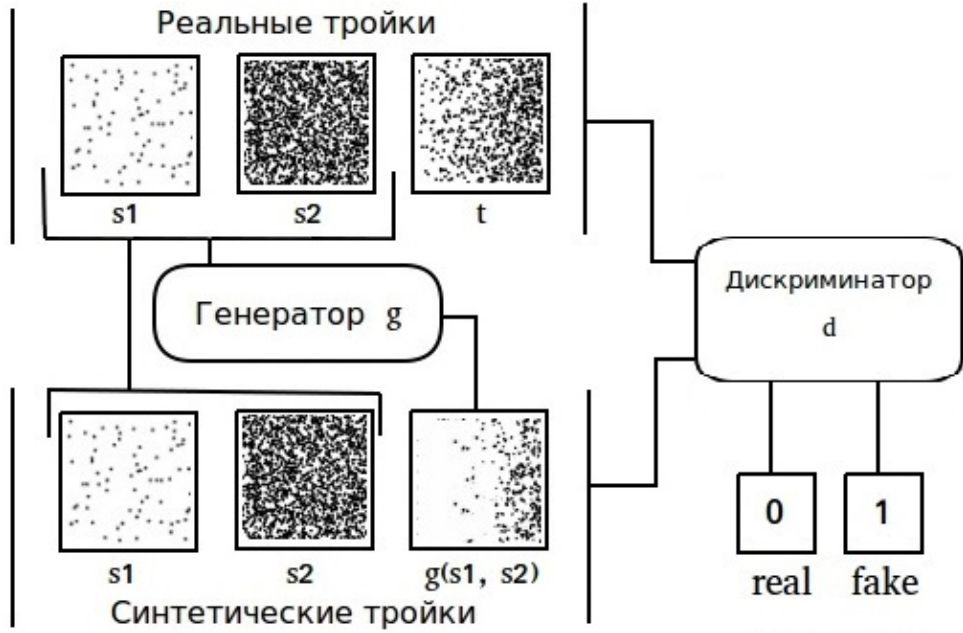 Реальные тройки
s1
s2
t
Генератор g
Дискриминатор
d
s1
s2
g(s1, s2)
Синтетические тройки
0
1
real
fake